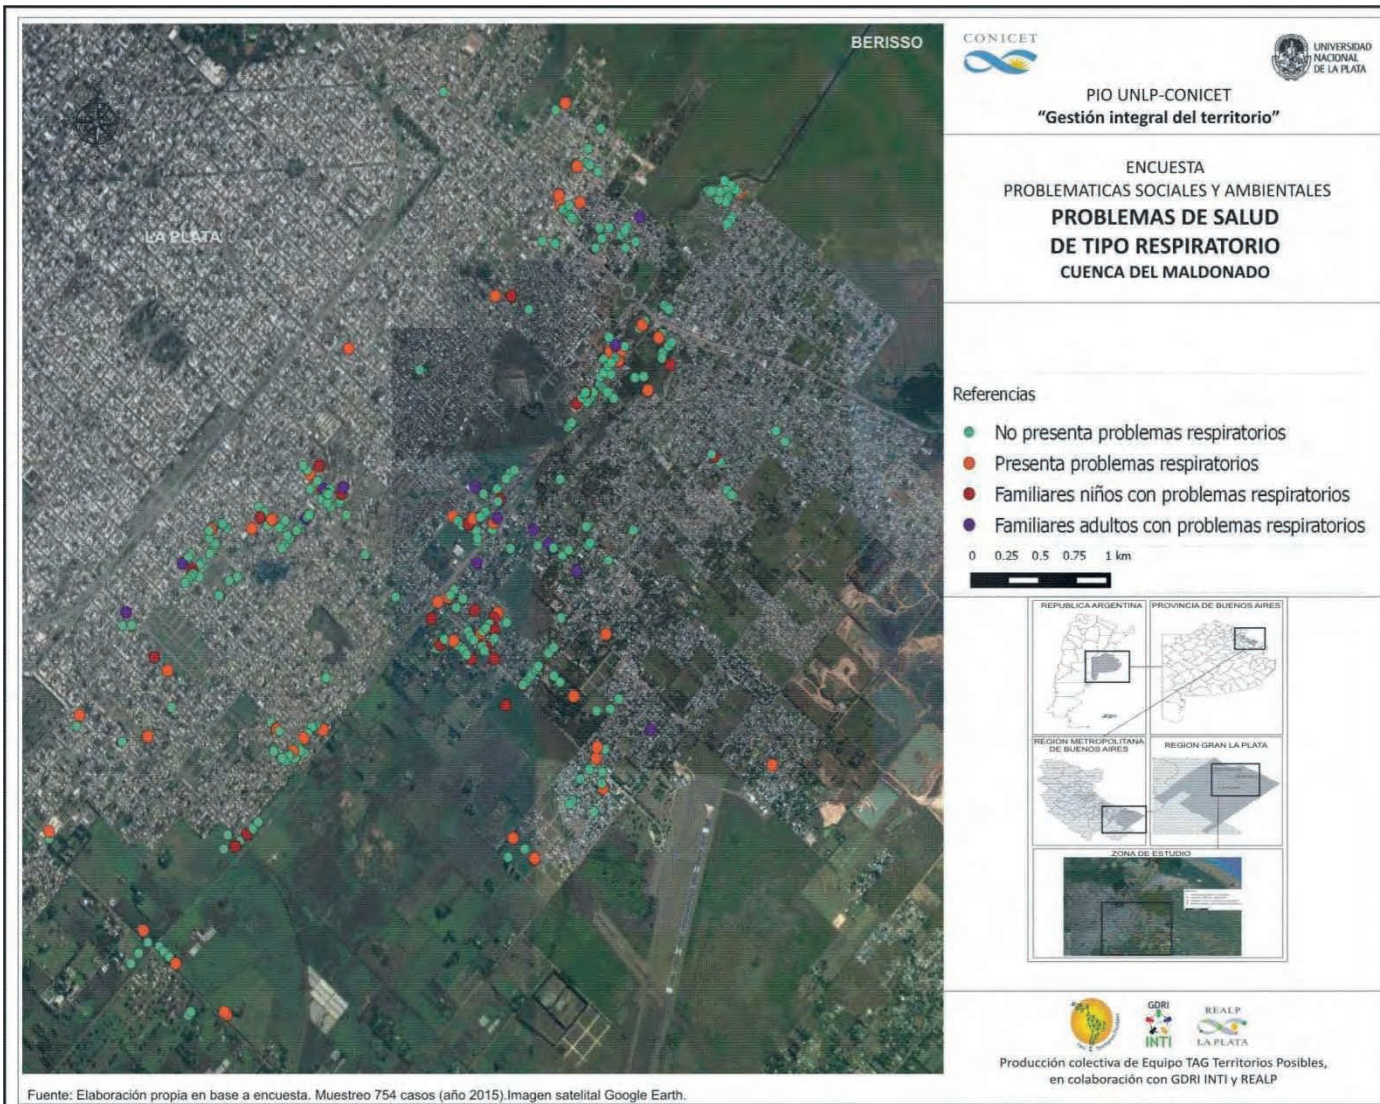 BERISSO
LA PLATA
CONICET
UNIVERSIDAD
NACIONAL
DE LA PLATA
PIO UNLP-CONICET
“Gestión integral del territorio”
ENCUESTA
PROBLEMATICAS SOCIALES Y AMBIENTALES
PROBLEMAS DE SALUD
DE TIPO RESPIRATORIO
CUENCA DEL MALDONADO
Referencias
No presenta problemas respiratorios
Presenta problemas respiratorios
Familiares niños con problemas respiratorios
Familiares adultos con problemas respiratorios
0 0.25 0.5 0.75 1 km
REPUBLICA ARGENTINA
PROVINCIA DE BUENOS AIRES
REGION METROPOLITANA
DE BUENOS AIRES
REGION GRAN LA PLATA
ZONA DE ESTUDIO
GDRI
INTI
REALP
LA PLATA
Producción colectiva de Equipo TAG Territorios Posibles,
en colaboración con GDRI INTI y REALP
Fuente: Elaboración propia en base a encuesta. Muestreo 754 casos (año 2015).Imagen satelital Google Earth.